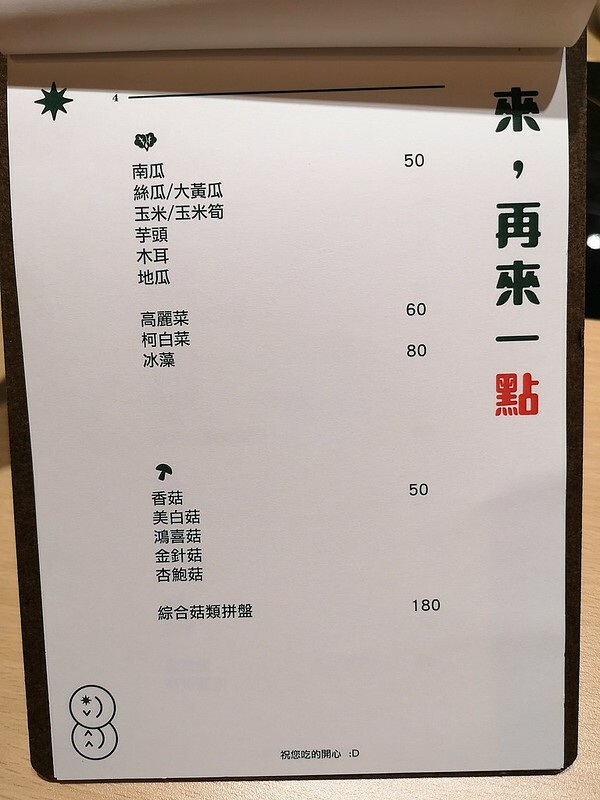 4
來，再來一點
南瓜 50
絲瓜/大黃瓜
玉米/玉米筍
芋頭
木耳
地瓜
高麗菜 60
柯白菜
冰藻 80
香菇 50
美白菇
鴻喜菇
金針菇
杏鮑菇
綜合菇類拼盤 180
祝您吃的開心 :D